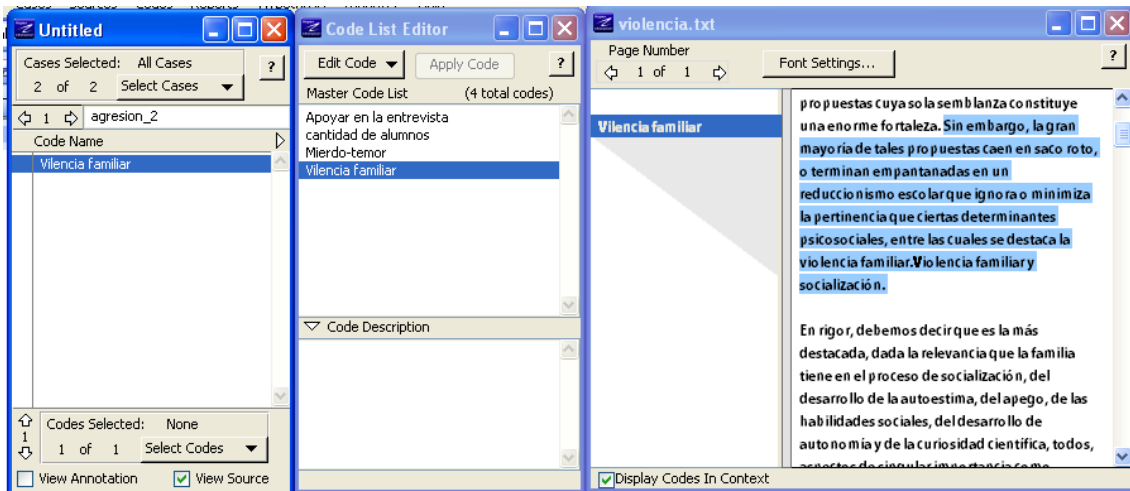 Untitled
Cases Selected: All Cases
2 of 2 Select Cases
?
1 agresion_2
Code Name
Vilencia familiar
Codes Selected: None
1
1 of 1 Select Codes
View Annotation View Source
Code List Editor
Edit Code Apply Code ?
Master Code List (4 total codes)
Apoyar en la entrevista
cantidad de alumnos
Mierdo-temor
Vilencia familiar
Code Description
violencia.txt
Page Number
1 of 1 Font Settings... ?
Vilencia familiar
propuestas cuya sola semblanza constituye
una enorme fortaleza. Sin embargo, la gran
mayoría de tales propuestas caen en saco roto,
o terminan empantanadas en un
reduccionismo escolar que ignora o minimiza
la pertinencia que ciertas determinantes
psicosociales, entre las cuales se destaca la
violencia familiar.Violencia familiar y
socialización.
En rigor, debemos decir que es la más
destacada, dada la relevancia que la familia
tiene en el proceso de socialización, del
desarrollo de la autoestima, del apego, de las
habilidades sociales, del desarrollo de
autonomia y de la curiosidad científica, todos,
Display Codes In Context